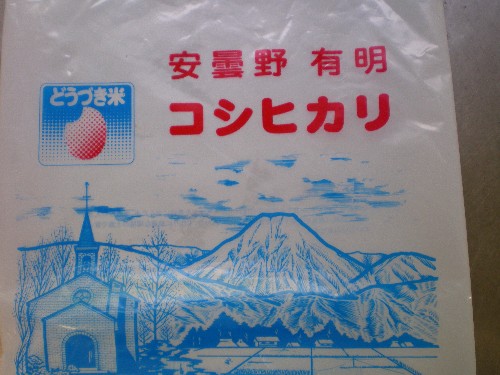 安曇野 有明
どうづき米
コシヒカリ